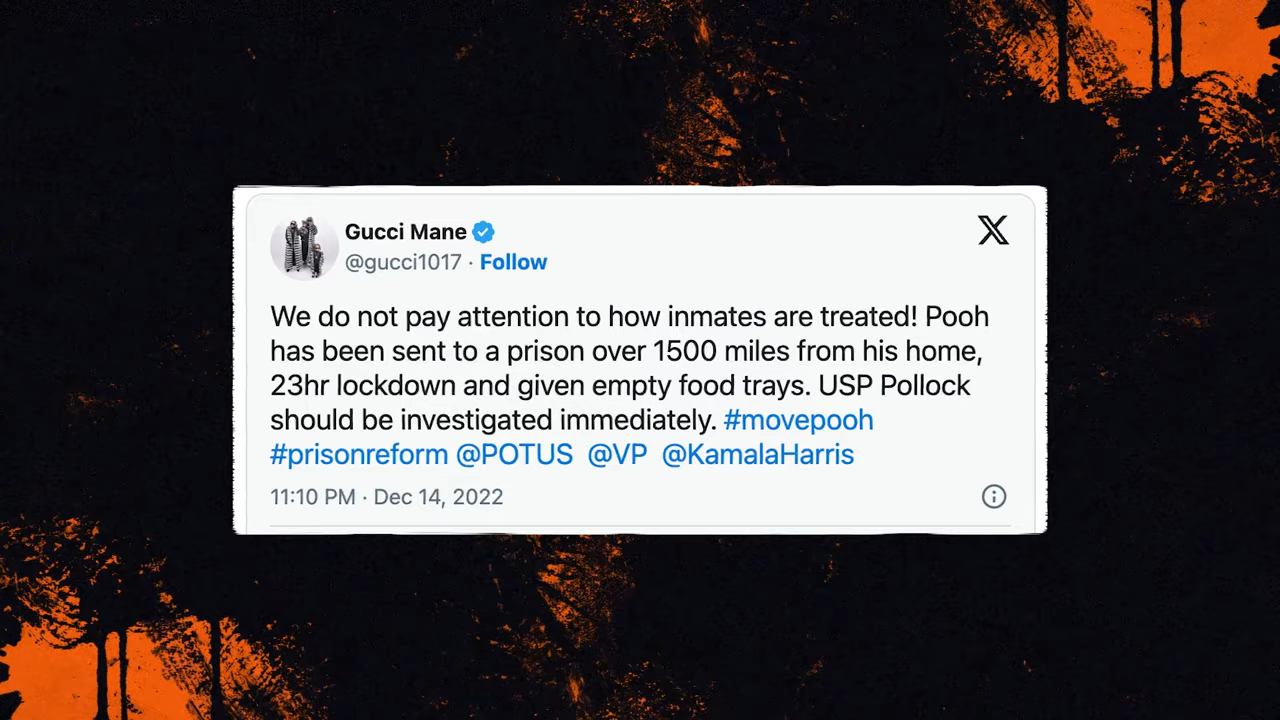 Gucci Mane
@gucci1017 · Follow
We do not pay attention to how inmates are treated! Pooh
has been sent to a prison over 1500 miles from his home,
23hr lockdown and given empty food trays. USP Pollock
should be investigated immediately. #movepooh
#prisonreform @POTUS @VP @KamalaHarris
11:10 PM · Dec 14, 2022